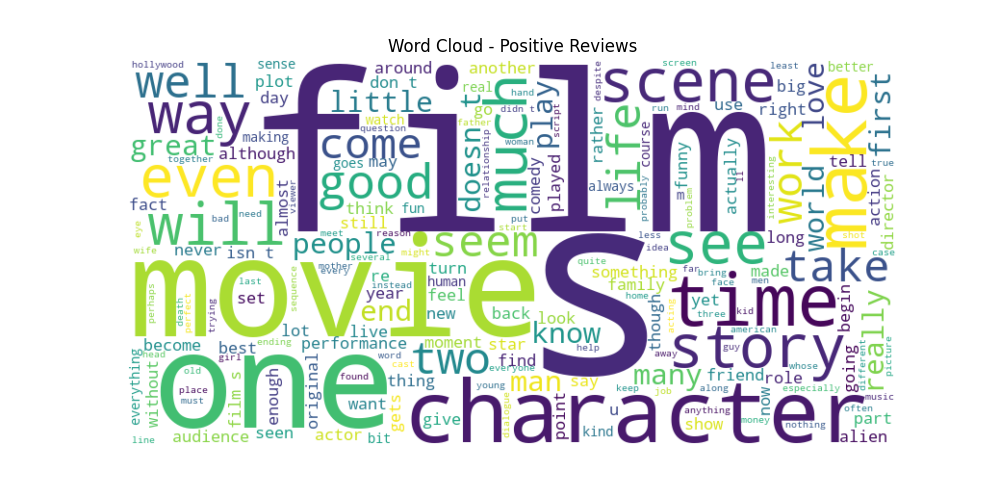 Word Cloud - Positive Reviews
hollywood
sense
around
another
despite
screen
least
better
well
plot
don t
real
hand
scene
big
way
day
little
go
didn t
script
rather
run
mind
use
right
love
first
film
done
making
watch
question
father
much
play
life
course
great
although
come
doesn t
relationship
woman
comedy
played
funny
actually
ll
work
world
make
tell
true
together
goes
may
viewer
even
almost
good
always
probably
m
problem
interesting
action
director
fact
bad
need
think
fun
put
eye
will
still
start
less
shot
case
wife
never
isn t
meet
reason
people
might
seem
idea
see
long
several
mother
every
quite
s
movie
re
turn
something
far
bring
made
take
perhaps
death
perfect
trying
last
set
sequence
instead
year
human
feel
family
home
face
men
yet
time
begin
end
new
back
look
though
acting
three
kid
lot
live
moment
know
american
become
best
ending
performance
star
help
away
guy
story
going
really
different
picture
everything
without
head
girl
word
cast
two
find
everyone
whose
one
old
found
thing
man
say
many
friend
role
place
enough
original
young
keep
along
especially
music
must
film s
want
gets
character
job
anything
now
often
give
dialogue
point
u
show
money
nothing
part
line
audience
seen
actor
bit
kind
alien